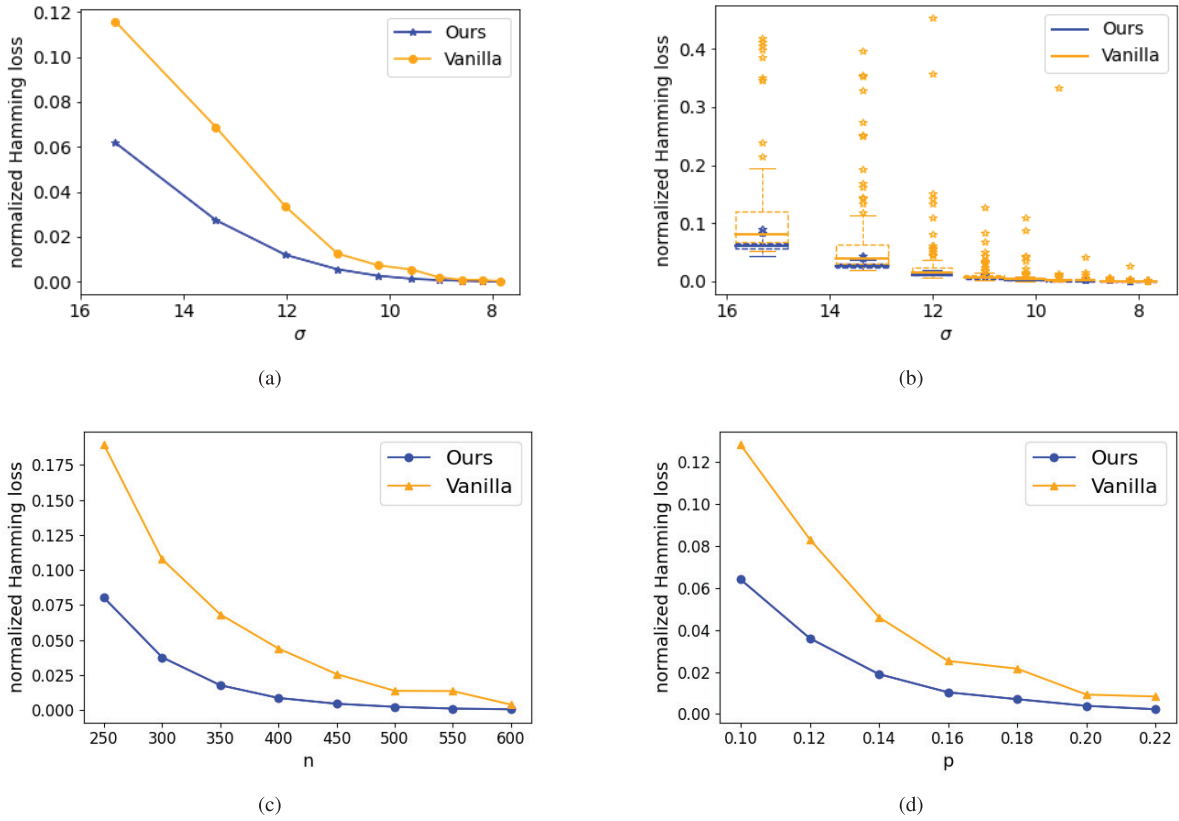 0.12
0.10
0.08
0.06
0.04
0.02
0.00
normalized Hamming loss
16 14 12 10 8
σ
Ours
Vanilla
(a)
0.4
0.3
0.2
0.1
0.0
normalized Hamming loss
16 14 12 10 8
σ
Ours
Vanilla
(b)
0.175
0.150
0.125
0.100
0.075
0.050
0.025
0.000
normalized Hamming loss
250 300 350 400 450 500 550 600
n
Ours
Vanilla
(c)
0.12
0.10
0.08
0.06
0.04
0.02
0.00
normalized Hamming loss
0.10 0.12 0.14 0.16 0.18 0.20 0.22
p
Ours
Vanilla
(d)